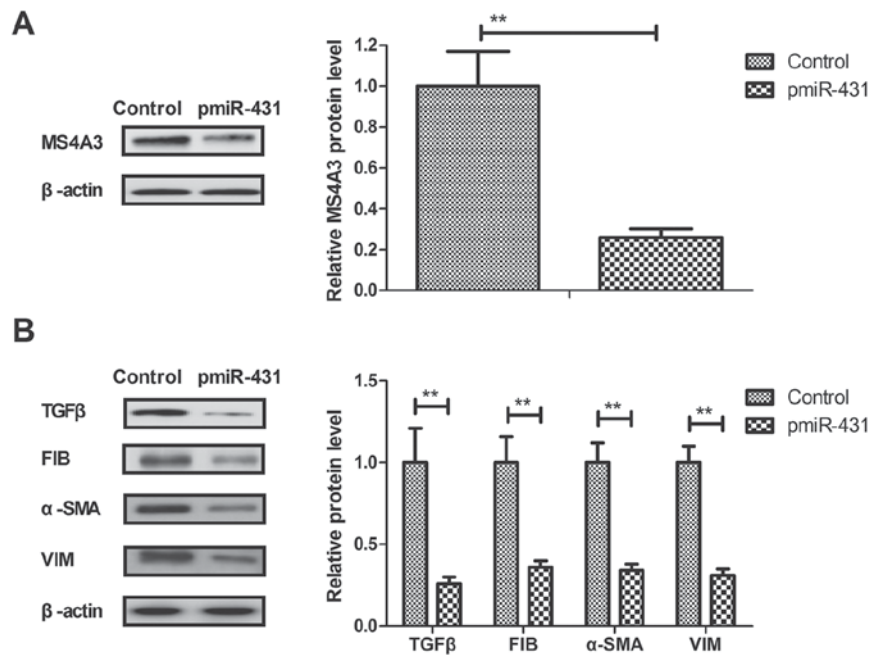 A
Control pmiR-431
MS4A3
β-actin
Relative MS4A3 protein level
1.2
1.0
0.8
0.6
0.4
0.2
0.0
**
Control
pmiR-431
B
Control pmiR-431
TGFβ
FIB
α-SMA
VIM
β-actin
Relative protein level
1.5
1.0
0.5
0.0
** ** ** **
TGFβ FIB α-SMA VIM
Control
pmiR-431